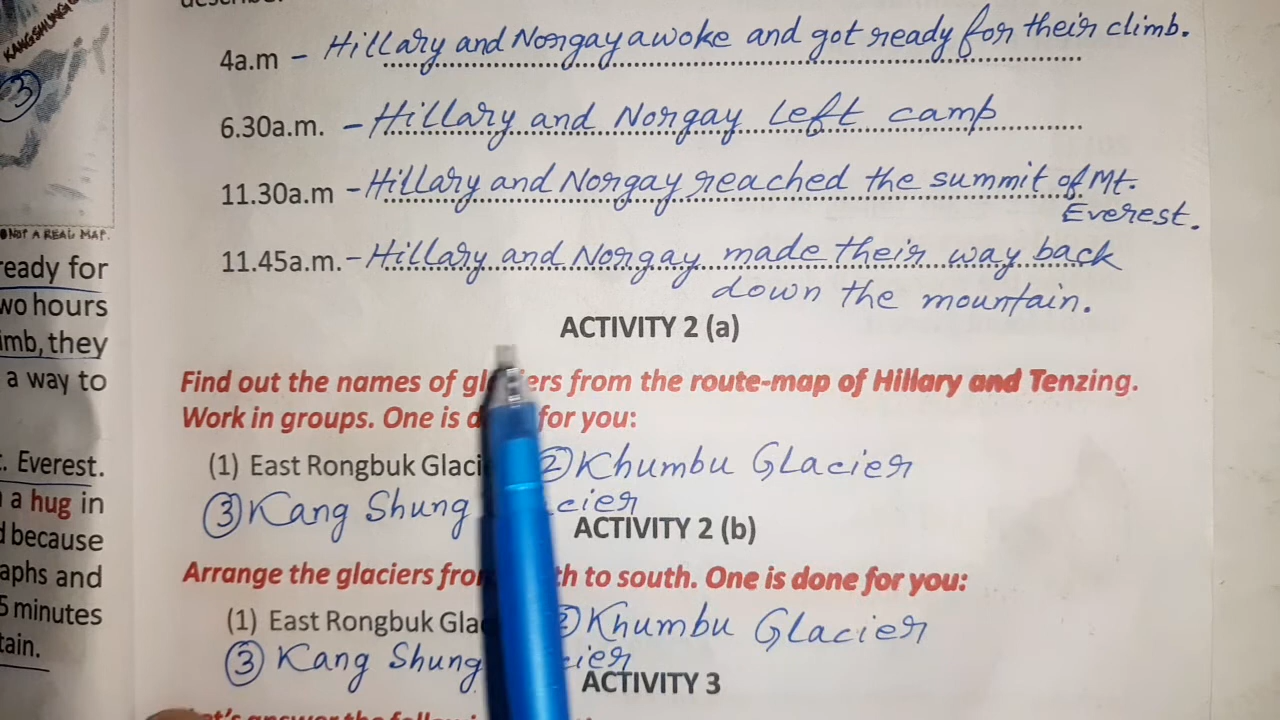 KANGSHUNG
3
NOT A REAL MAP.
ready for
two hours
imb, they
a way to
. Everest.
a hug in
d because
aphs and
5 minutes
tain.
4a.m - Hillary and Norgay awoke and got ready for their climb.
6.30a.m. - Hillary and Norgay left camp
11.30a.m - Hillary and Norgay reached the summit of Mt.
Everest.
11.45a.m. - Hillary and Norgay made their way back
down the mountain.
ACTIVITY 2 (a)
Find out the names of gl ers from the route-map of Hillary and Tenzing.
Work in groups. One is d for you:
(1) East Rongbuk Glaci 2 Khumbu Glacier
3 Kang Shung cier
ACTIVITY 2 (b)
Arrange the glaciers fro th to south. One is done for you:
(1) East Rongbuk Gla 2 Khumbu Glacier
3 Kang Shung cier
ACTIVITY 3